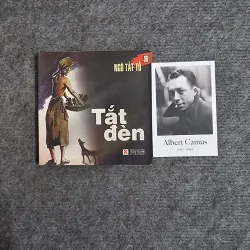 NGÔ TẤT TỐ
Tắt
đèn
Albert Camus